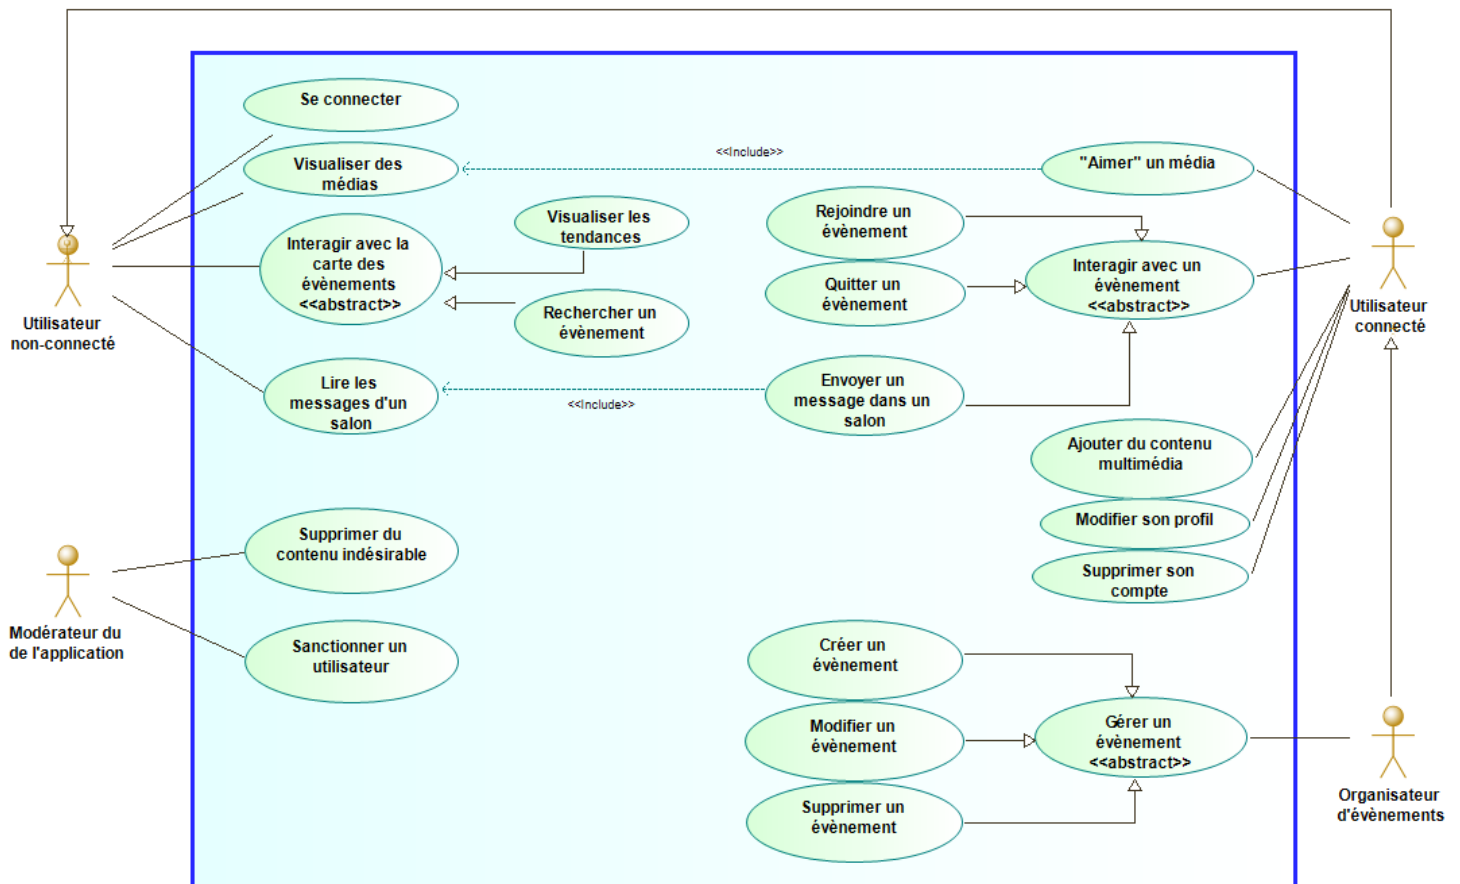 Se connecter
Visualiser des
médias
<<Include>>
"Aimer" un média
Visualiser les
tendances
Rejoindre un
évènement
Interagir avec la
carte des
évènements
<<abstract>>
Quitter un
évènement
Interagir avec un
évènement
<<abstract>>
Rechercher un
évènement
Utilisateur
non-connecté
Utilisateur
connecté
Lire les
messages d'un
salon
<<Include>>
Envoyer un
message dans un
salon
Ajouter du contenu
multimédia
Modifier son profil
Supprimer son
compte
Supprimer du
contenu indésirable
Modérateur du
de l'application
Sanctionner un
utilisateur
Créer un
évènement
Modifier un
évènement
Gérer un
évènement
<<abstract>>
Supprimer un
évènement
Organisateur
d'évènements